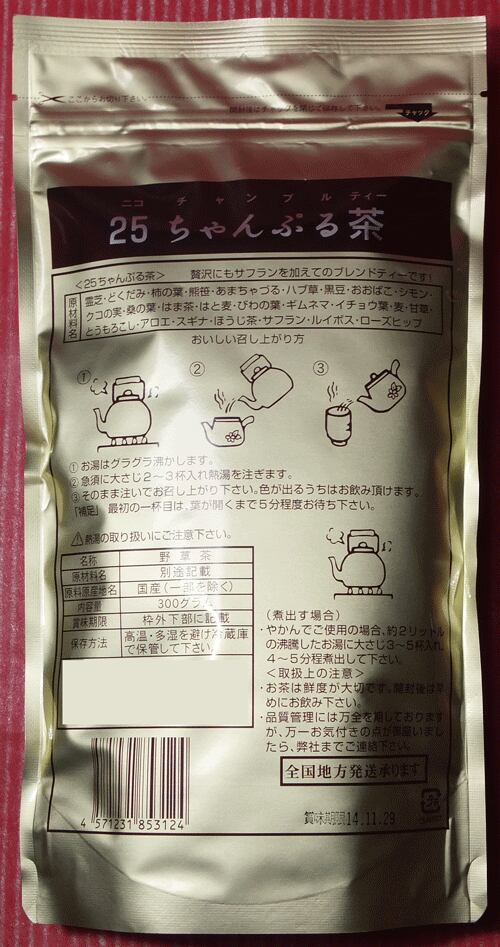 ここからお切り下さい。
開封後はチャックを閉じて保存して下さい。
チャック
ニコ チャンプル ティー
25ちゃんぷる茶
<25ちゃんぷる茶> 贅沢にもサフランを加えてのブレンドティーです!
原材料名
霊芝・どくだみ・柿の葉・熊笹・あまちゃづる・ハブ草・黒豆・おおばこ・シモン・
クコの実・桑の葉・はま茶・はと麦・びわの葉・ギムネマ・イチョウ葉・麦・甘草・
とうもろこし・アロエ・スギナ・ほうじ茶・サフラン・ルイボス・ローズヒップ
おいしい召し上がり方
① ② ③
①お湯はグラグラ沸かします。
②急須に大さじ2〜3杯入れ熱湯を注ぎます。
③そのまま注いでお召し上がり下さい。色が出るうちはお飲み頂けます。
「補足」 最初の一杯目は、葉が開くまで5分程度お待ち下さい。
⚠熱湯の取り扱いにご注意下さい。
名称 野草茶
原材料名 別途記載
原料原産地名 国産(一部を除く)
内容量 300グラム
賞味期限 枠外下部に記載
保存方法 高温・多湿を避け冷蔵庫
で保管して下さい
(煮出す場合)
・やかんでご使用の場合、約2リットル
の沸騰したお湯に大さじ3〜5杯入れ
4〜5分程煮出して下さい。
<取扱上の注意>
・お茶は鮮度が大切です。開封後は早
めにお飲み下さい。
・品質管理には万全を期しております
が、万一お気付きの点が御座いまし
たら、弊社までご連絡下さい。
全国地方発送承ります
4 571231 853124
賞味期限14.11.29